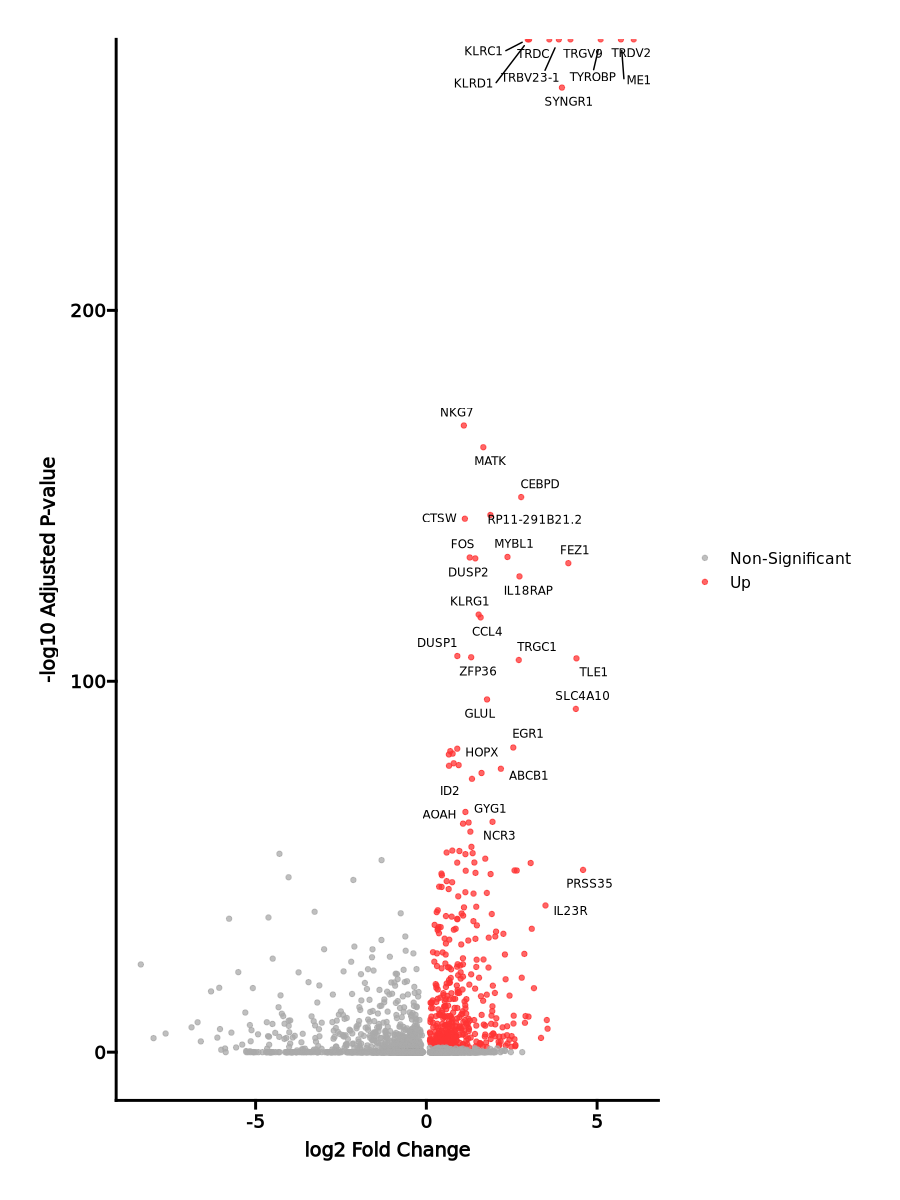 KLRC1
TRDC
TRGV9
TRDV2
KLRD1
TRBV23-1
TYROBP
ME1
SYNGR1
200
NKG7
MATK
CEBPD
CTSW
RP11-291B21.2
FOS
MYBL1
FEZ1
DUSP2
IL18RAP
KLRG1
CCL4
DUSP1
TRGC1
ZFP36
TLE1
100
SLC4A10
GLUL
EGR1
HOPX
ABCB1
ID2
AOAH
GYG1
NCR3
PRSS35
IL23R
0
-5
0
5
log2 Fold Change
-log10 Adjusted P-value
Non-Significant
Up